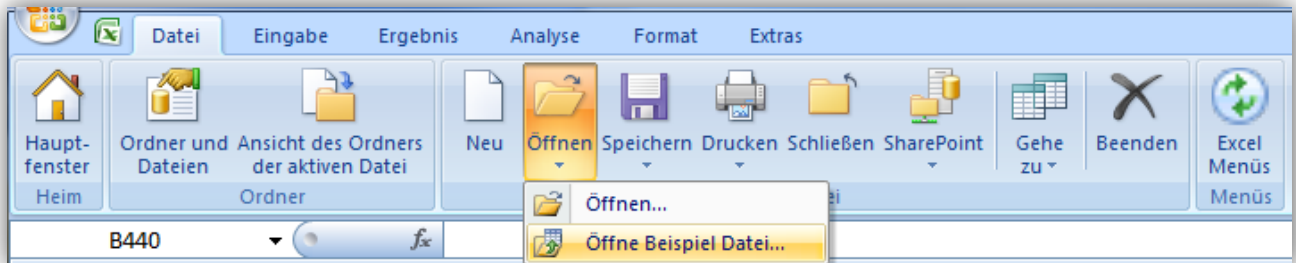 Datei Eingabe Ergebnis Analyse Format Extras
Haupt- Ordner und Ansicht des Ordners Neu Öffnen Speichern Drucken Schließen SharePoint Gehe Beenden Excel
fenster Dateien der aktiven Datei zu Menüs
Heim Ordner ei Menüs
Öffnen...
B440 fx
Öffne Beispiel Datei...